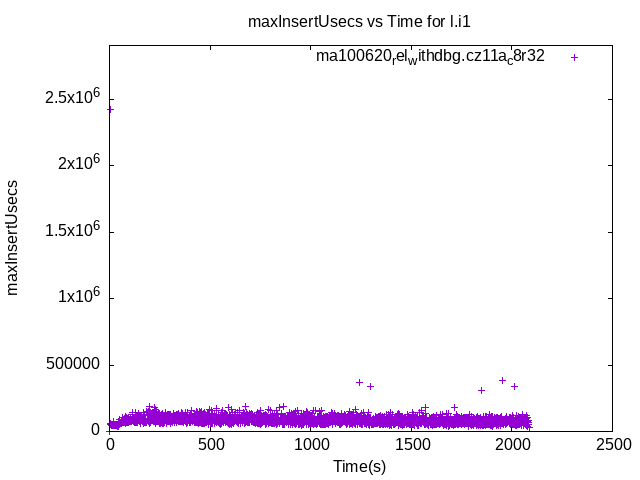 maxInsertUsecs vs Time for l.i1
ma100620_rel_withdbg.cz11a_c8r32
2.5x10^6
2x10^6
1.5x10^6
1x10^6
500000
0
maxInsertUsecs
0 500 1000 1500 2000 2500
Time(s)